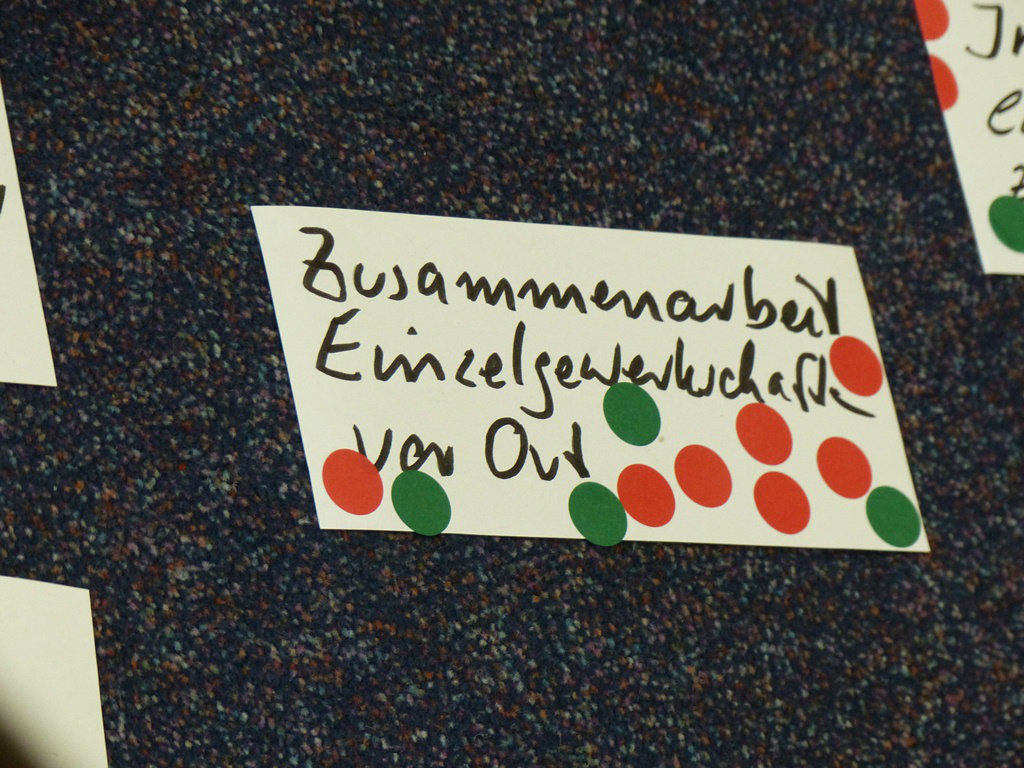 Zusammenarbeit
Einzelgewerkschaften
vor Ort